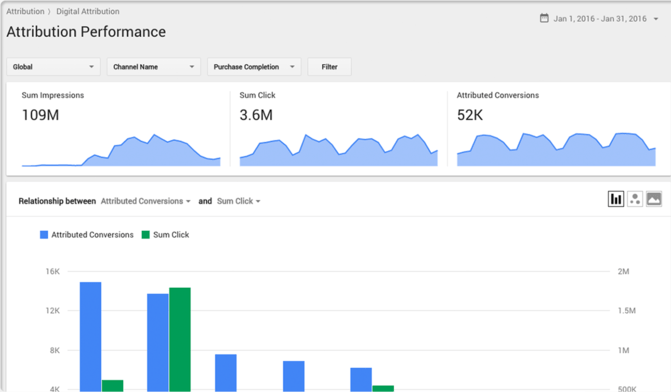 Attribution 〉 Digital Attribution
Jan 1, 2016 - Jan 31, 2016
Attribution Performance
Global
Channel Name
Purchase Completion
Filter
Sum Impressions
109M
Sum Click
3.6M
Attributed Conversions
52K
Relationship between Attributed Conversions and Sum Click
Attributed Conversions
Sum Click
16K
2M
12K
1.5M
8K
1M
4K
500K